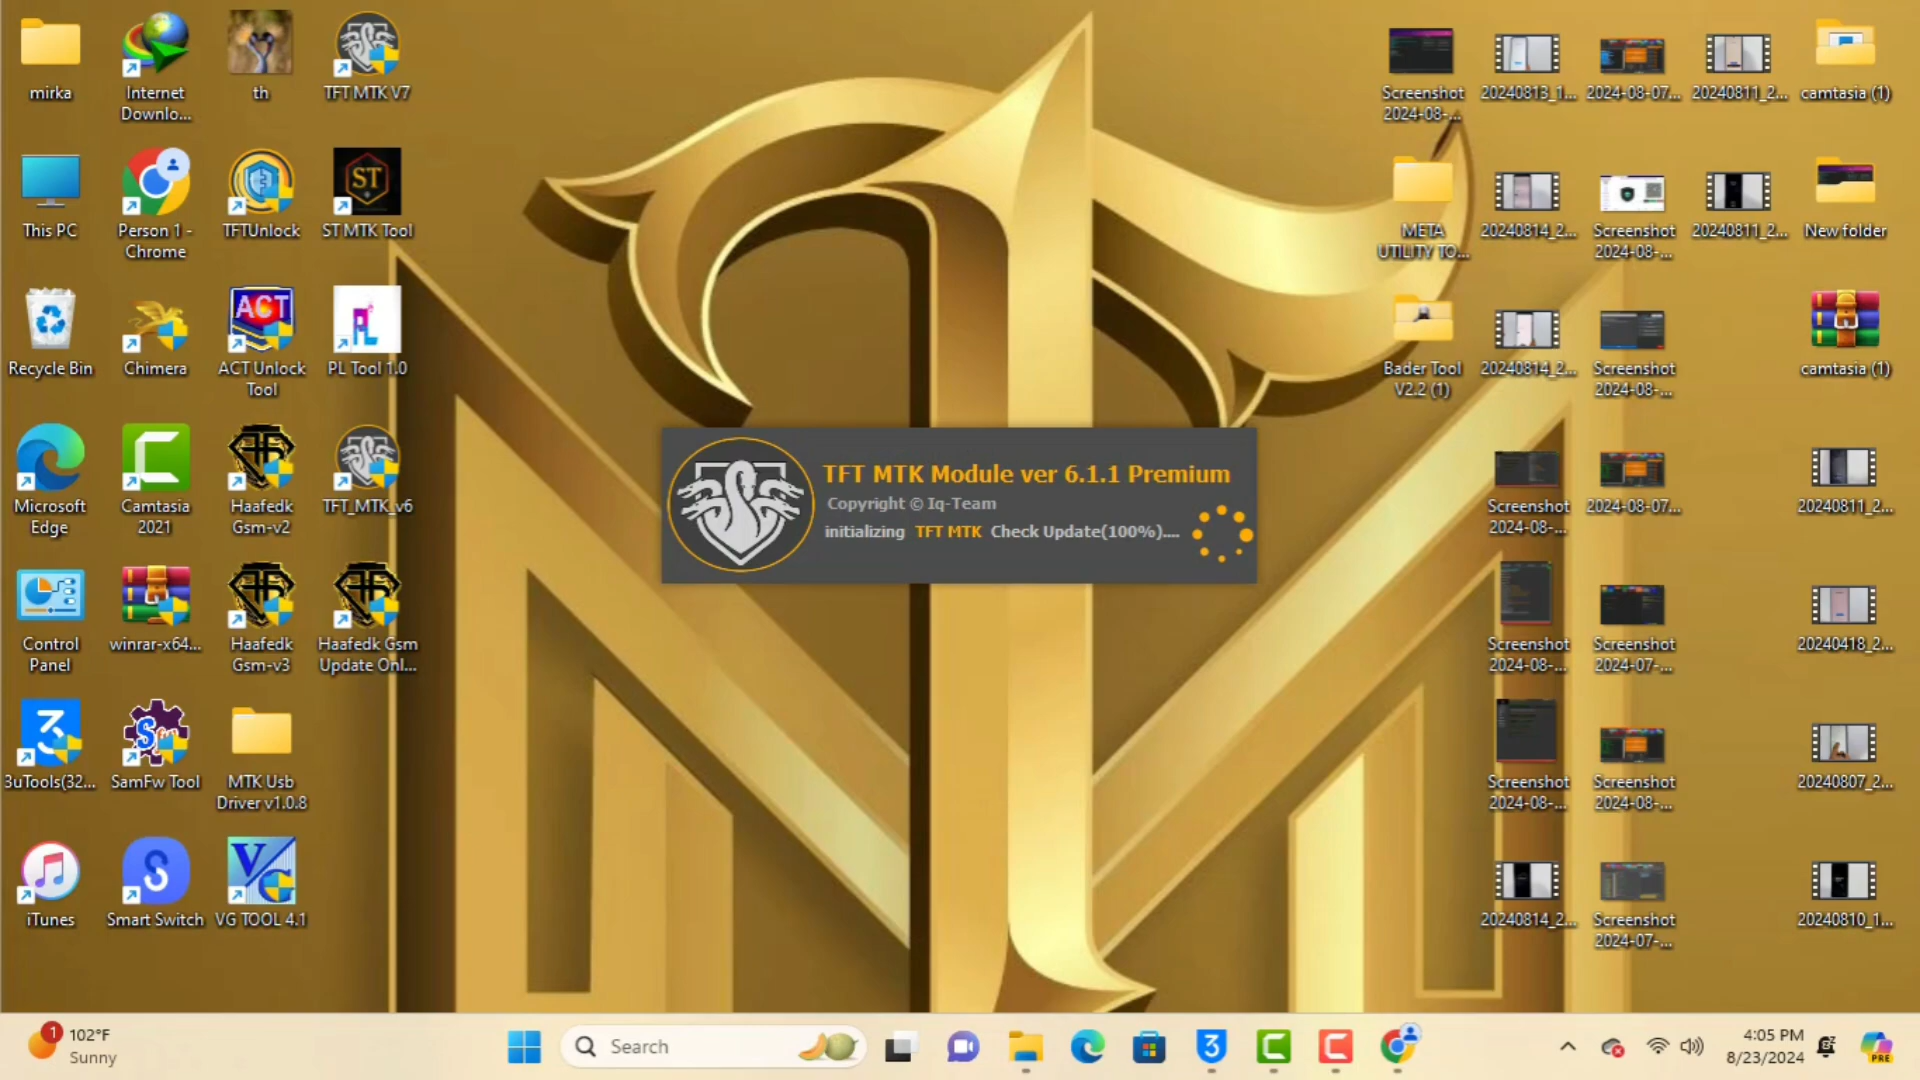 mirka
Internet
Downlo...
th
TFT MTK V7
This PC
Person 1 -
Chrome
TFTUnlock
ST
ST MTK Tool
Recycle Bin
Chimera
ACT
ACT Unlock
Tool
PL Tool 1.0
Microsoft
Edge
Camtasia
2021
Haafedk
Gsm-v2
TFT_MTK_v6
Control
Panel
winrar-x64...
Haafedk
Gsm-v3
Haafedk Gsm
Update Onl...
3uTools(32...
SamFw Tool
MTK Usb
Driver v1.0.8
iTunes
Smart Switch
VG TOOL 4.1
TFT MTK Module ver 6.1.1 Premium
Copyright © Iq-Team
initializing TFT MTK Check Update(100%)....
Screenshot
2024-08-...
20240813_1...
2024-08-07...
20240811_2...
camtasia (1)
META
UTILITY TO...
20240814_2...
Screenshot
2024-08-...
20240811_2...
New folder
Bader Tool
V2.2 (1)
20240814_2...
Screenshot
2024-08-...
camtasia (1)
Screenshot
2024-08-...
2024-08-07...
20240811_2...
Screenshot
2024-08-...
Screenshot
2024-07-...
20240418_2...
Screenshot
2024-08-...
Screenshot
2024-08-...
20240807_2...
20240814_2...
Screenshot
2024-07-...
20240810_1...
1
102°F
Sunny
Search
4:05 PM
8/23/2024
PRE